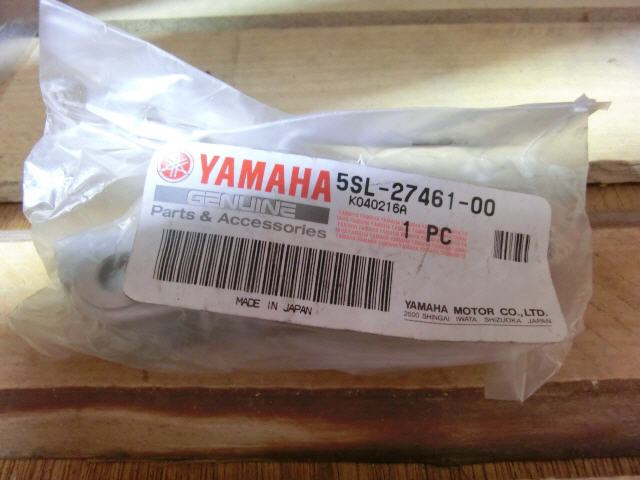 YAMAHA
GENUINE
Parts & Accessories
5SL-27461-00
K040216A
1 PC
MADE IN JAPAN
YAMAHA MOTOR CO.,LTD.
2500 SHINGAI IWATA SHIZUOKA JAPAN